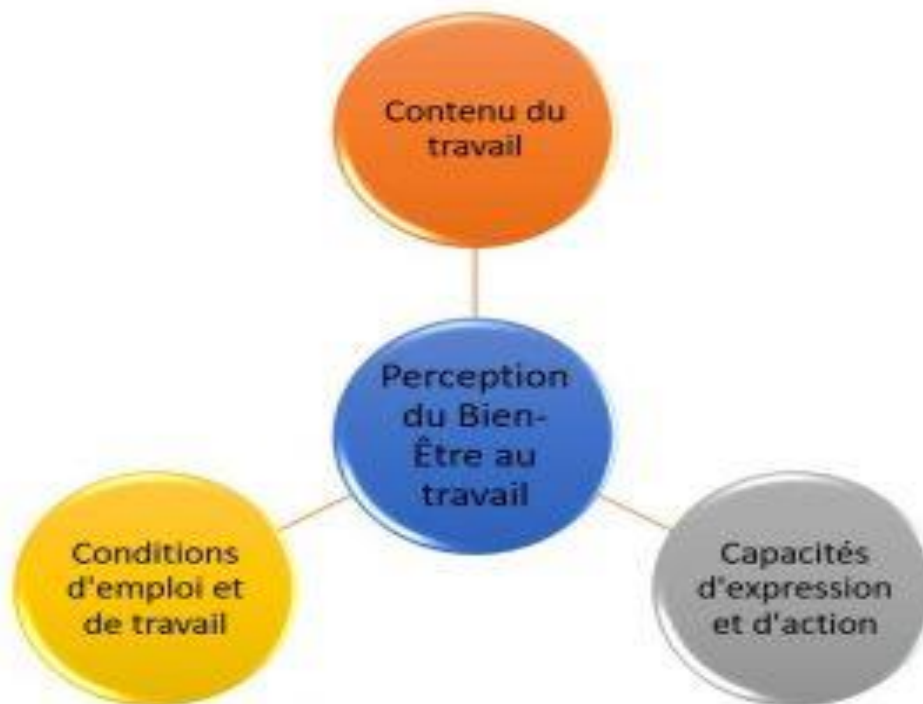 Contenu du
travail
Perception
du Bien-
Être au
travail
Conditions
d'emploi et
de travail
Capacités
d'expression
et d'action